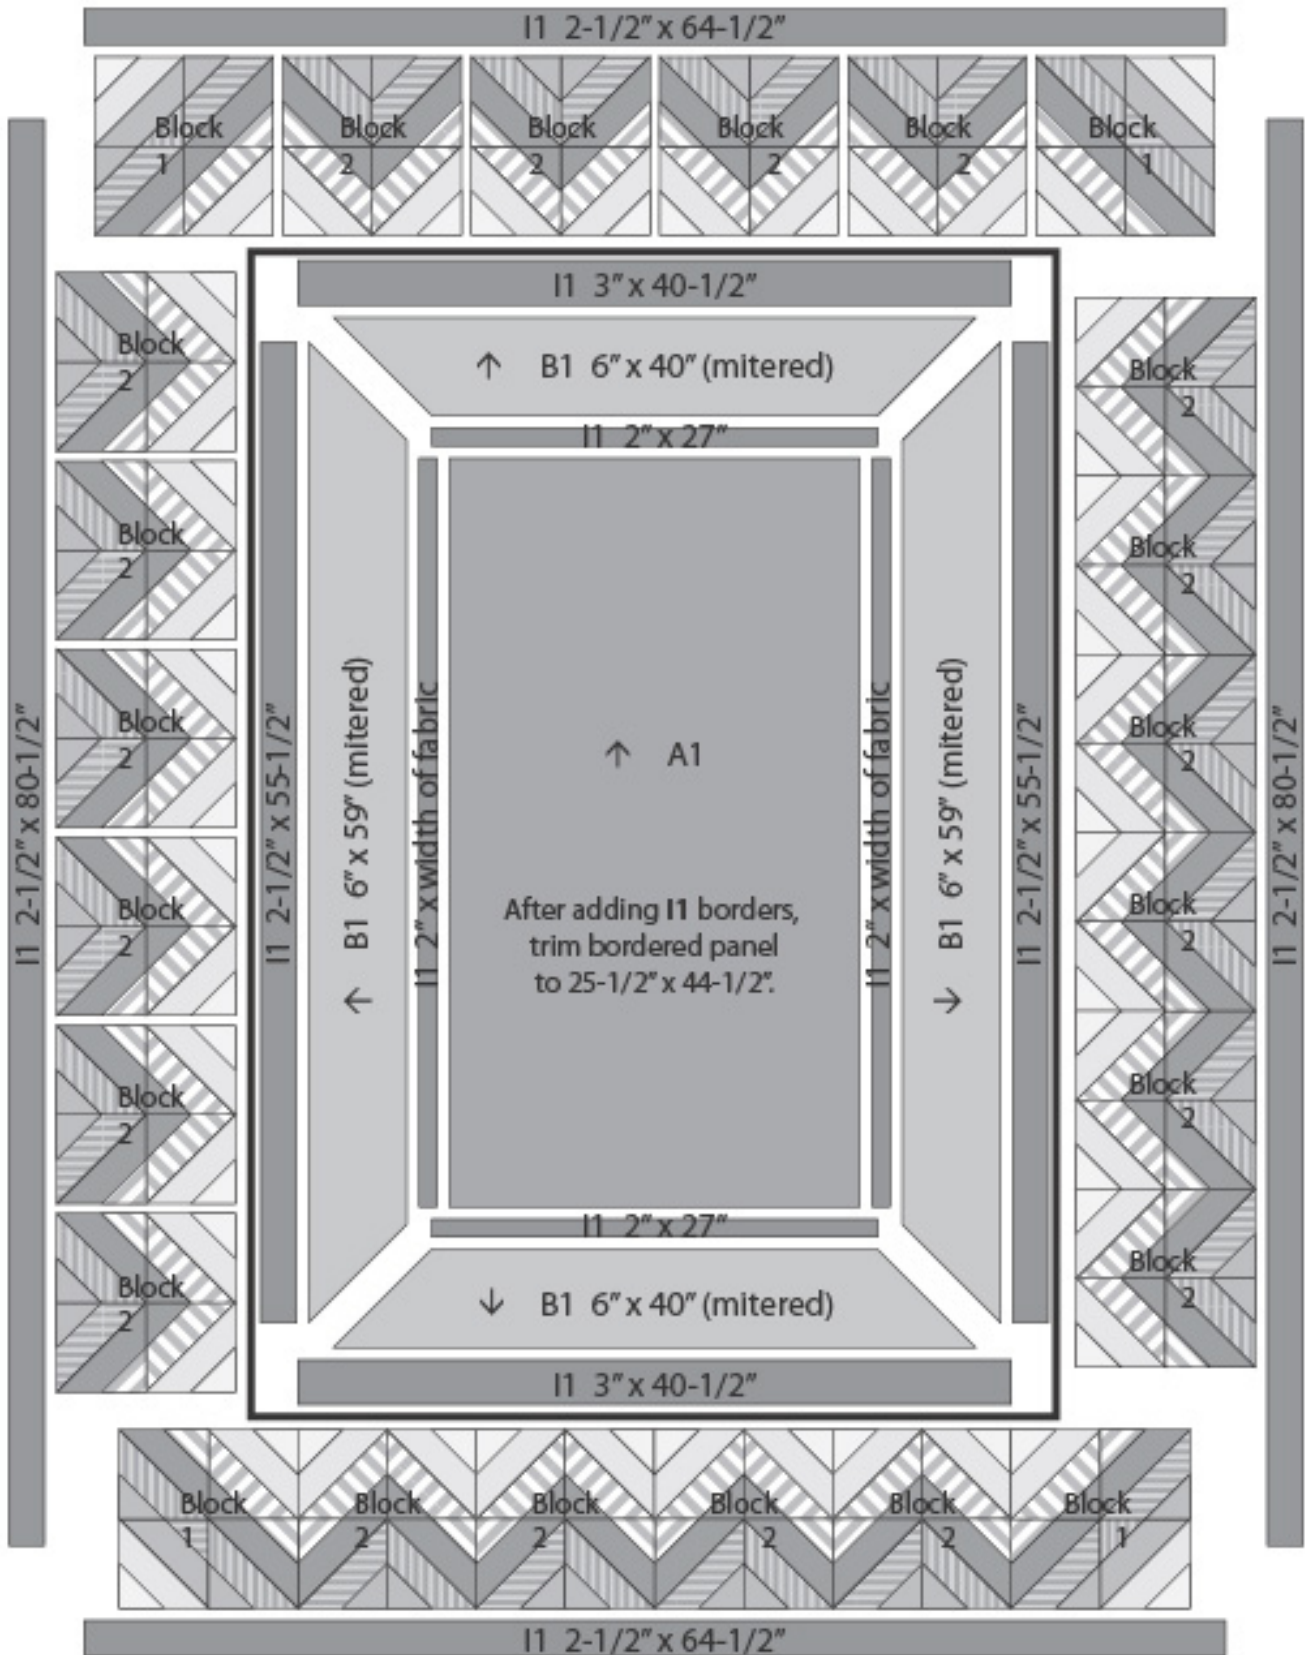 I1 2-1/2” x 64-1/2”
Block
1
Block
2
Block
2
Block
2
Block
2
Block
1
I1 2-1/2” x 80-1/2”
Block
2
Block
2
Block
2
Block
2
Block
2
Block
2
I1 3” x 40-1/2”
↑ B1 6” x 40” (mitered)
I1 2” x 27”
I1 2-1/2” x 55-1/2”
← B1 6” x 59” (mitered)
I1 2” x width of fabric
↑ A1
After adding I1 borders,
trim bordered panel
to 25-1/2” x 44-1/2”.
I1 2” x width of fabric
→ B1 6” x 59” (mitered)
I1 2-1/2” x 55-1/2”
I1 2” x 27”
↓ B1 6” x 40” (mitered)
I1 3” x 40-1/2”
Block
2
Block
2
Block
2
Block
2
Block
2
Block
2
I1 2-1/2” x 80-1/2”
Block
1
Block
2
Block
2
Block
2
Block
2
Block
1
I1 2-1/2” x 64-1/2”